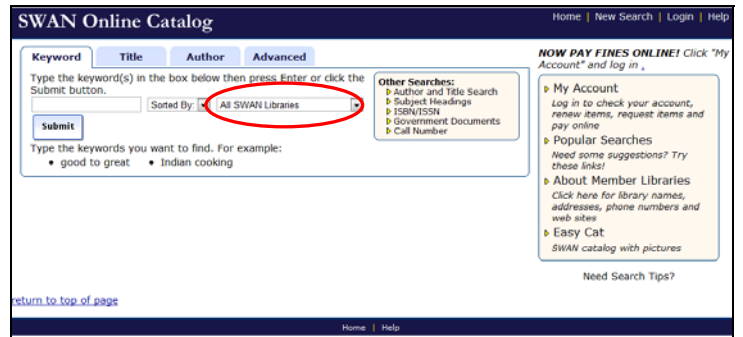 SWAN Online Catalog
Home | New Search | Login | Help
Keyword
Title
Author
Advanced
Type the keyword(s) in the box below then press Enter or click the
Submit button.
Sorted By:
All SWAN Libraries
Submit
Type the keywords you want to find. For
example:
• good to great • Indian cooking
Other Searches:
Author and Title Search
Subject Headings
ISBN/ISSN
Government Documents
Call Number
NOW PAY FINES ONLINE! Click "My
Account" and log in .
My Account
Log in to check your account,
renew items, request items and
pay online
Popular Searches
Need some suggestions? Try
these links!
About Member Libraries
Click here for library names,
addresses, phone numbers and
web sites
Easy Cat
SWAN catalog with pictures
Need Search Tips?
return to top of page
Home | Help